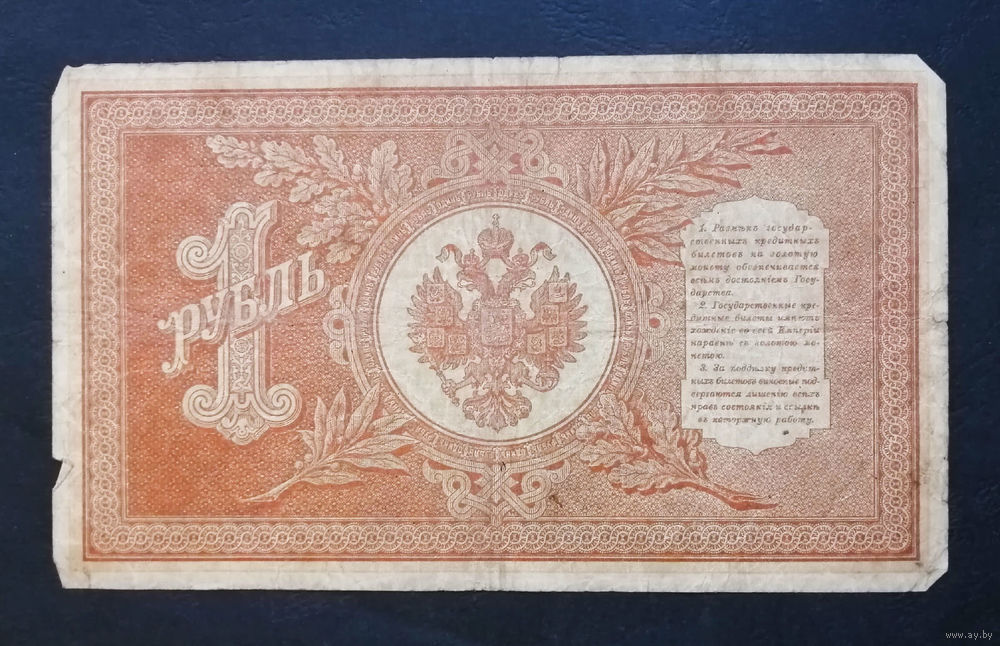 1
РУБЛЬ
1. Размѣнъ государ-
ственныхъ кредитныхъ
билетовъ на золотую
монету обезпечивается
всѣмъ достояніемъ Госу-
дарства.
2. Государственные кре-
дитные билеты имѣютъ
хожденіе во всей Имперіи
наравнѣ съ золотою мо-
нетою.
3. За поддѣлку кредит-
ныхъ билетовъ виновные под-
вергаются лишенію всѣхъ
правъ состоянія и ссылкѣ
въ каторжную работу.
www.ay.by